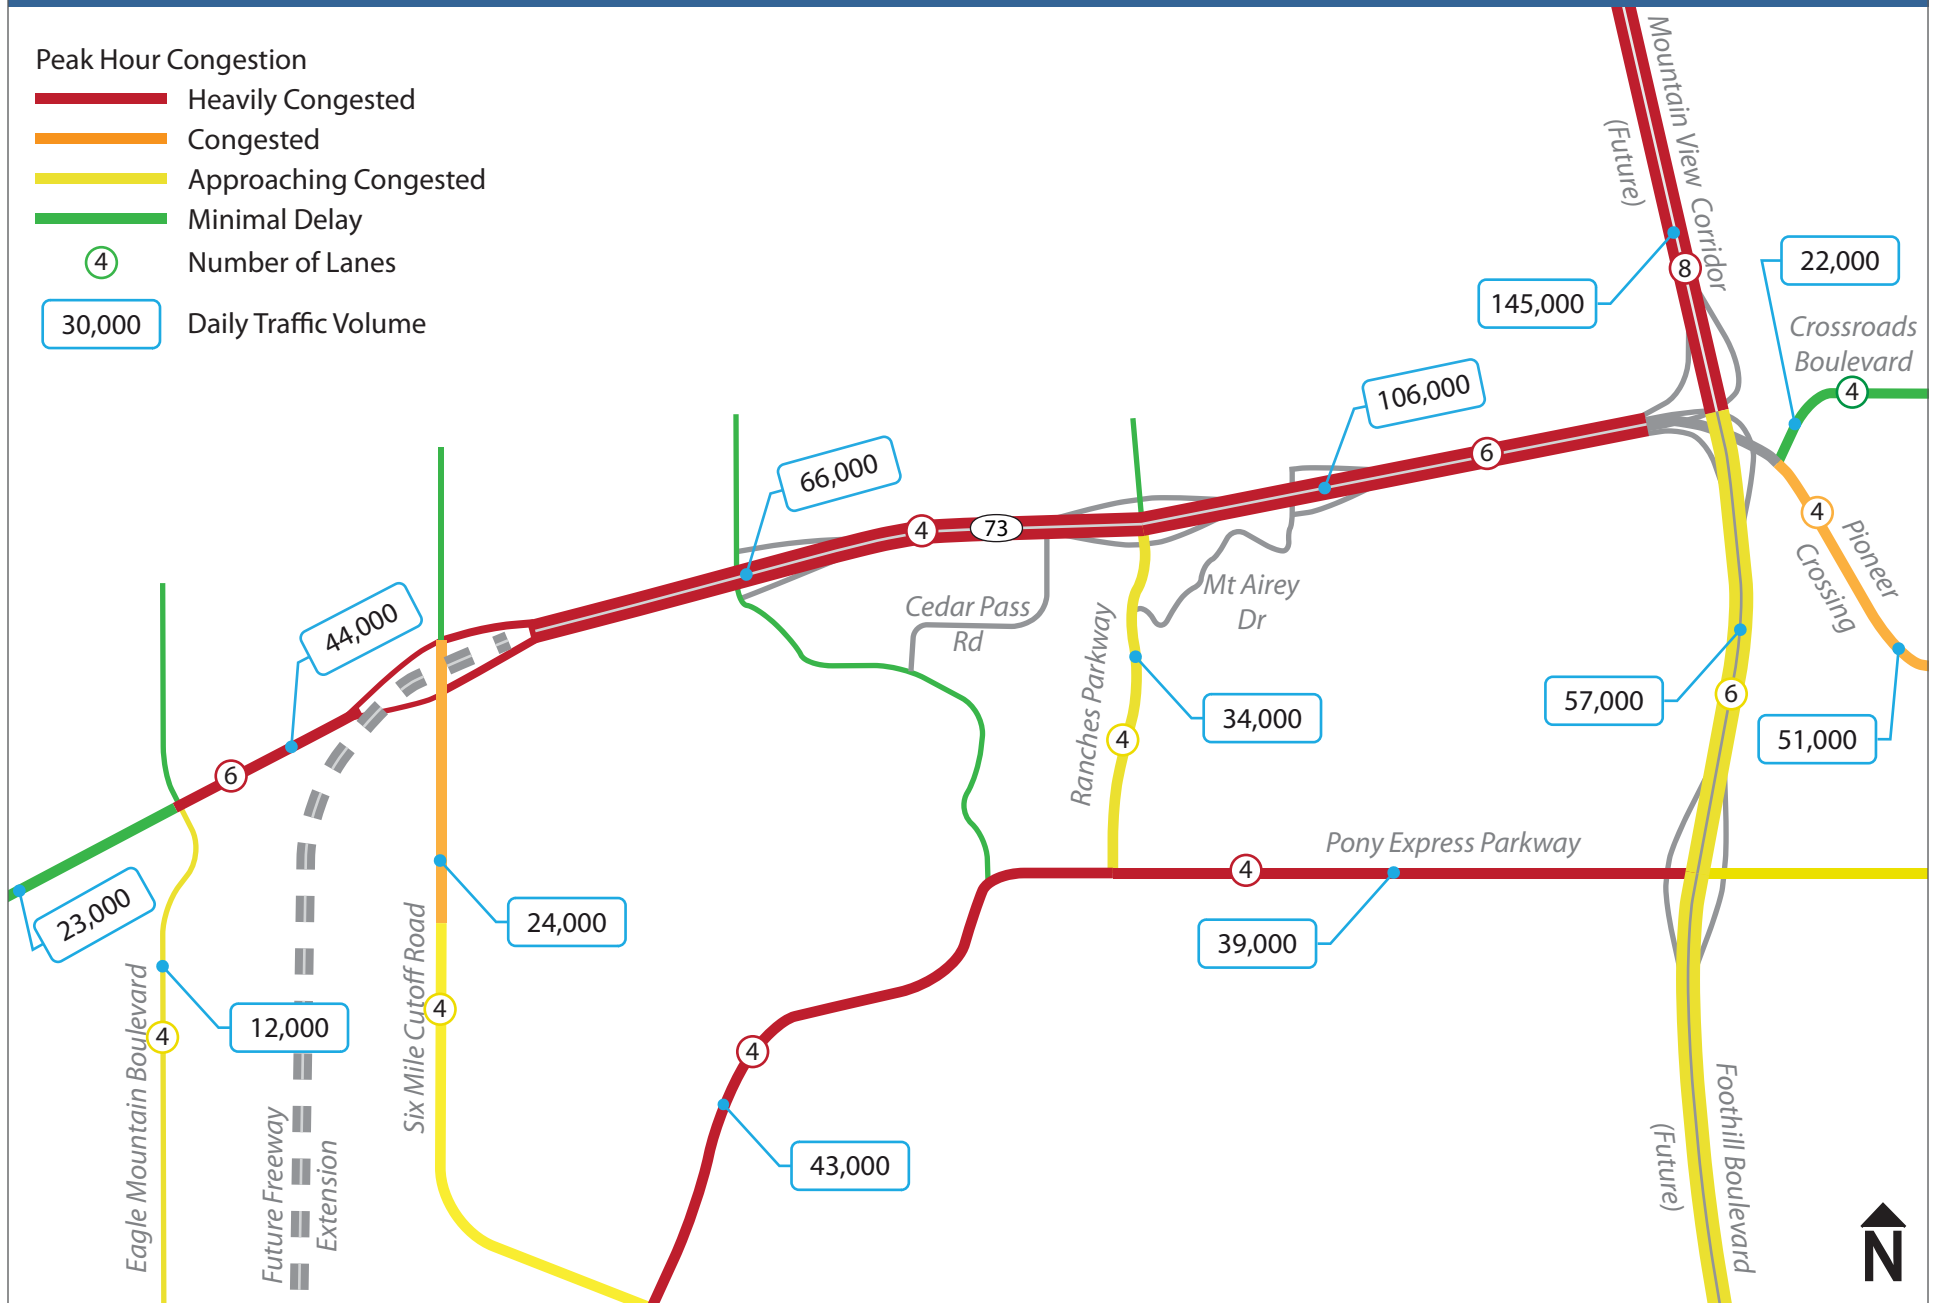 Peak Hour Congestion
Heavily Congested
Congested
Approaching Congested
Minimal Delay
4
Number of Lanes
30,000
Daily Traffic Volume
Mountain View Corridor
(Future)
8
145,000
22,000
Crossroads
Boulevard
4
106,000
6
66,000
4
73
4
Pioneer
Crossing
Mt Airey
Dr
Cedar Pass
Rd
44,000
6
Ranches Parkway
34,000
4
57,000
6
51,000
Pony Express Parkway
4
39,000
23,000
24,000
Six Mile Cutoff Road
4
Eagle Mountain Boulevard
12,000
4
4
43,000
Future Freeway
Extension
Foothill Boulevard
(Future)
N